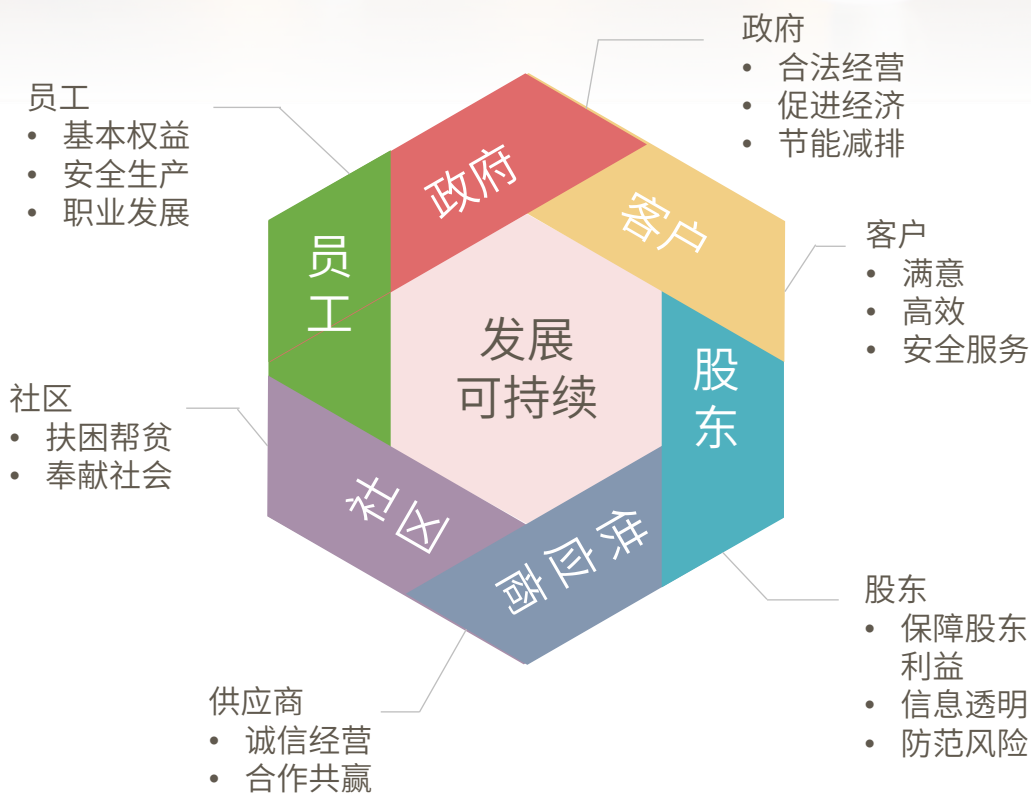 政府
• 合法经营
• 促进经济
• 节能减排
员工
• 基本权益
• 安全生产
• 职业发展
政府
客户
员
工
客户
• 满意
• 高效
• 安全服务
发展
可持续
股
东
社区
• 扶困帮贫
• 奉献社会
社区
供应商
股东
• 保障股东
利益
• 信息透明
• 防范风险
供应商
• 诚信经营
• 合作共赢